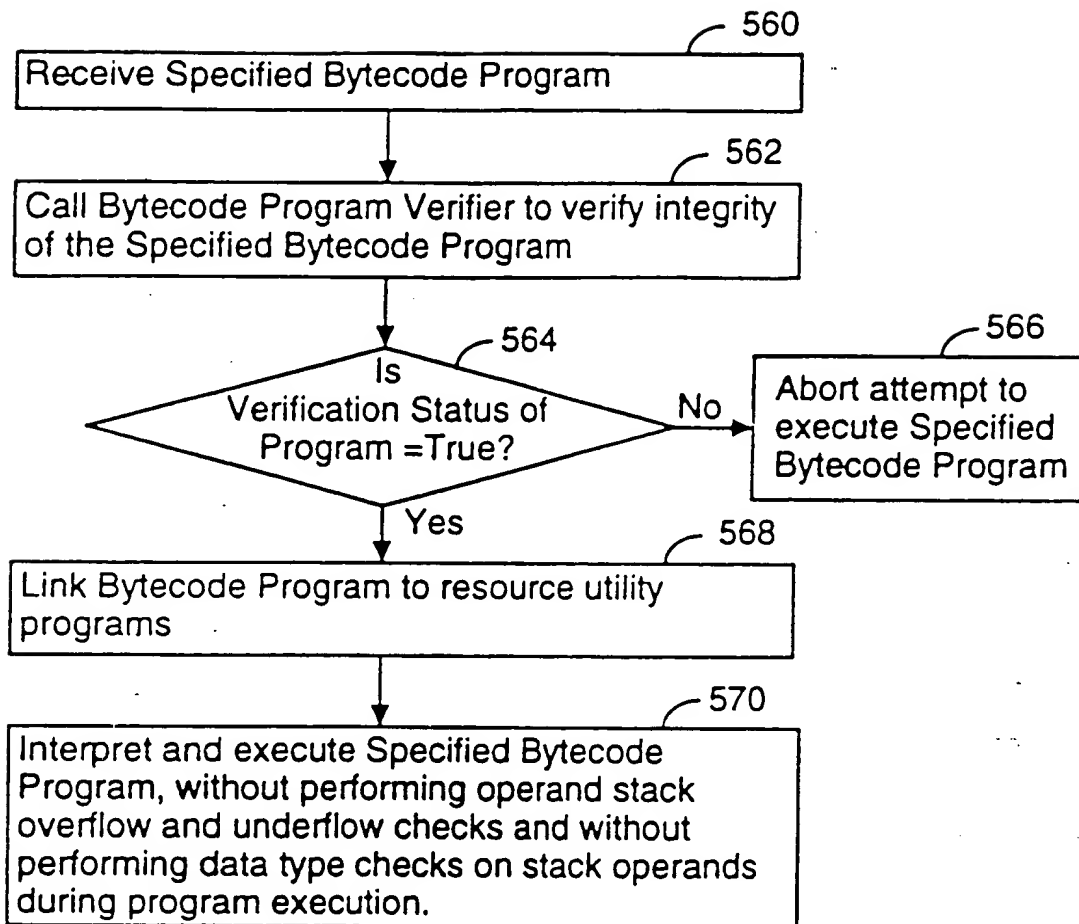 560
Receive Specified Bytecode Program
562
Call Bytecode Program Verifier to verify integrity
of the Specified Bytecode Program
564
Is
Verification Status of
Program =True?
No
566
Abort attempt to
execute Specified
Bytecode Program
Yes
568
Link Bytecode Program to resource utility
programs
570
Interpret and execute Specified Bytecode
Program, without performing operand stack
overflow and underflow checks and without
performing data type checks on stack operands
during program execution.